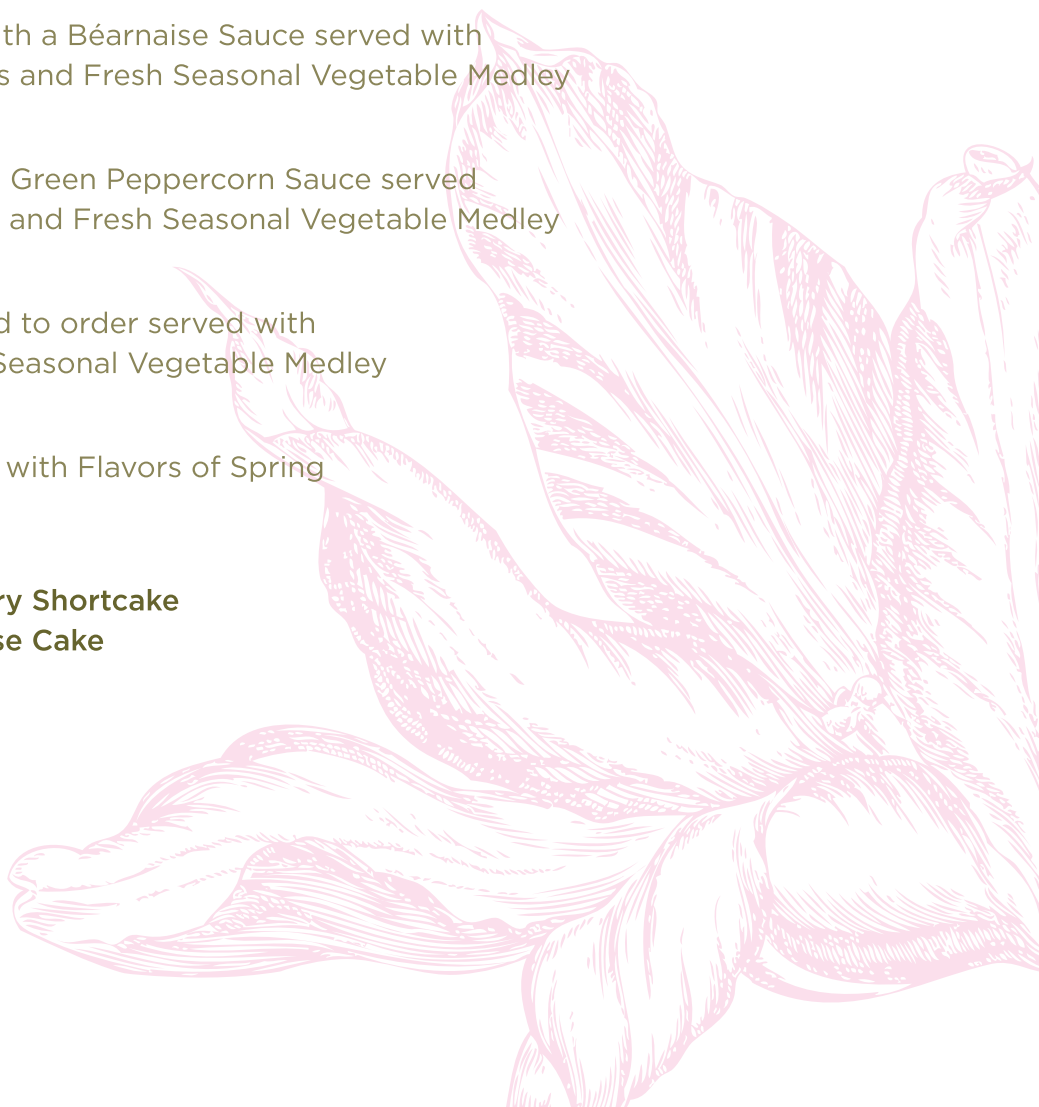 th a Béarnaise Sauce served with
s and Fresh Seasonal Vegetable Medley
Green Peppercorn Sauce served
and Fresh Seasonal Vegetable Medley
d to order served with
Seasonal Vegetable Medley
with Flavors of Spring
ry Shortcake
se Cake